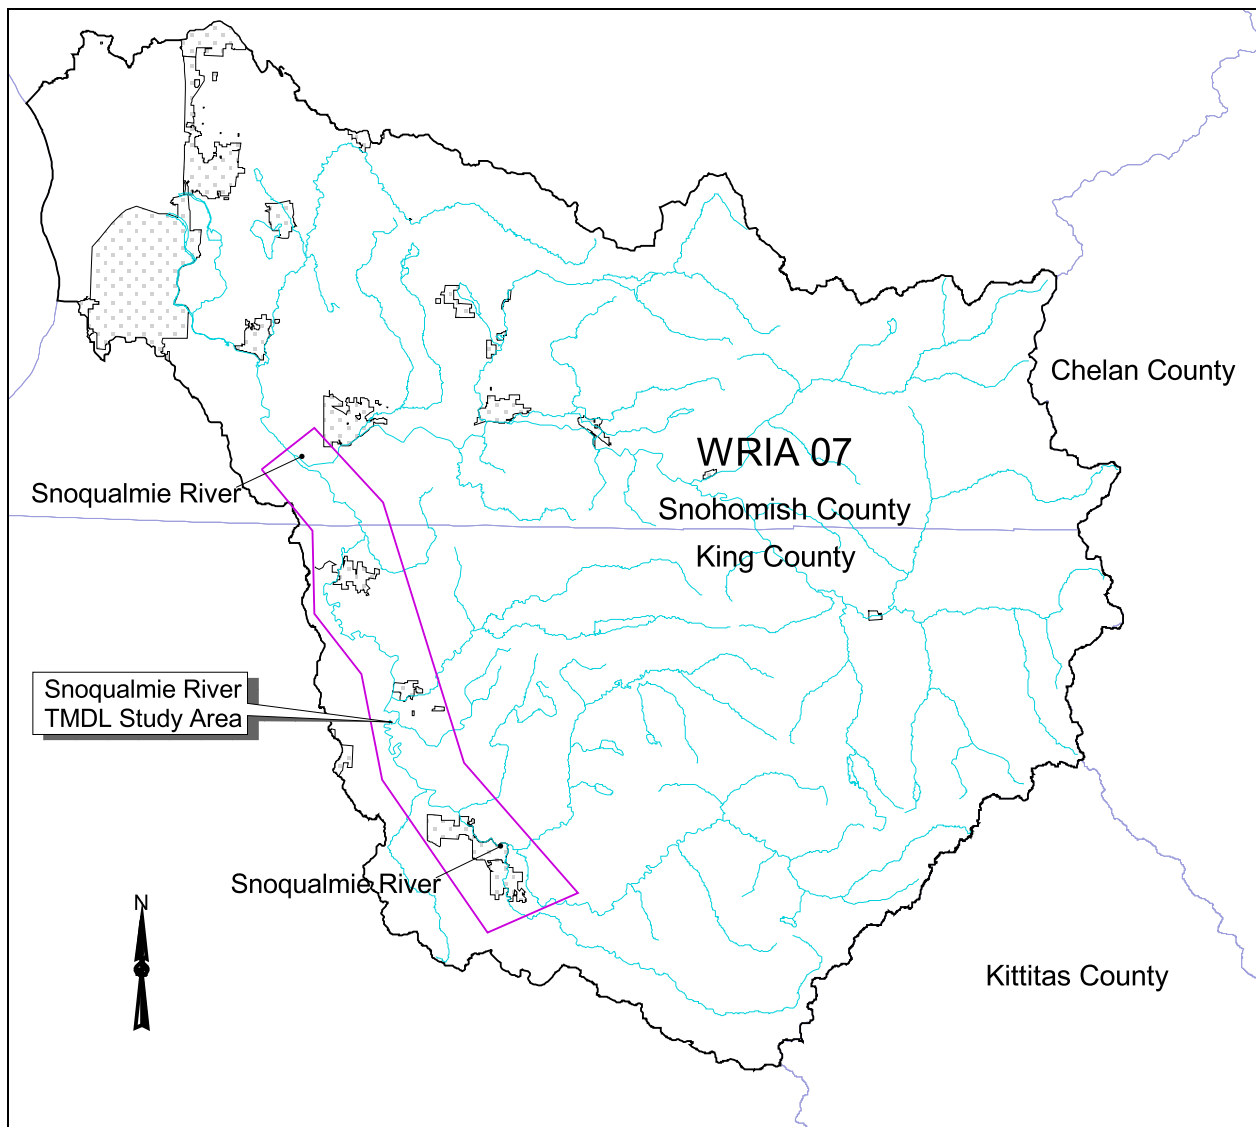 Chelan County
WRIA 07
Snoqualmie River
Snohomish County
King County
Snoqualmie River
TMDL Study Area
Snoqualmie River
N
Kittitas County